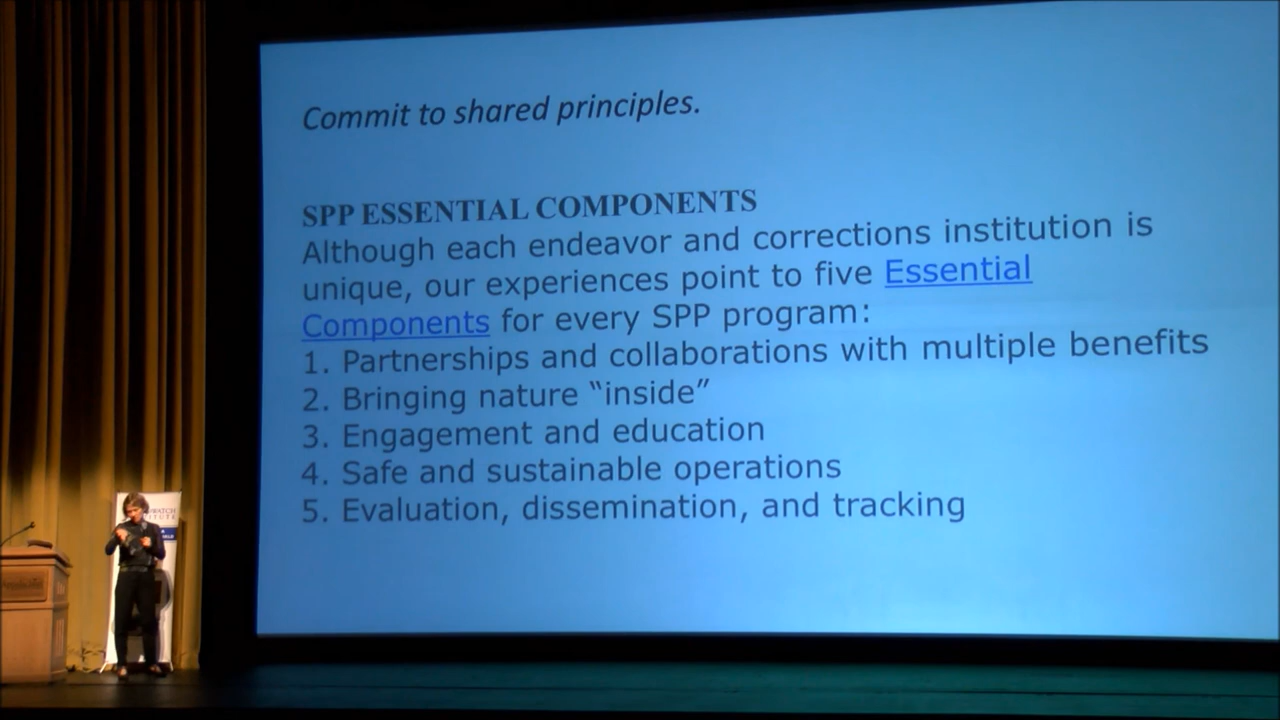 Commit to shared principles.
SPP ESSENTIAL COMPONENTS
Although each endeavor and corrections institution is
unique, our experiences point to five Essential
Components for every SPP program:
1. Partnerships and collaborations with multiple benefits
2. Bringing nature “inside”
3. Engagement and education
4. Safe and sustainable operations
5. Evaluation, dissemination, and tracking